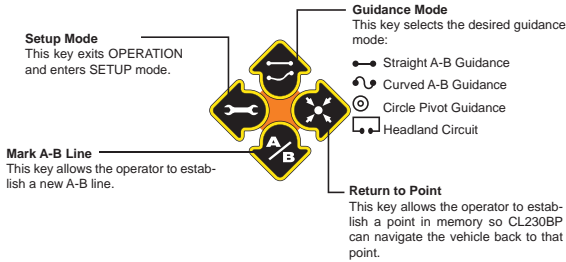 Setup Mode
This key exits OPERATION
and enters SETUP mode.
Guidance Mode
This key selects the desired guidance
mode:
Straight A-B Guidance
Curved A-B Guidance
Circle Pivot Guidance
Headland Circuit
A/B
Mark A-B Line
This key allows the operator to estab-
lish a new A-B line.
Return to Point
This key allows the operator to estab-
lish a point in memory so CL230BP
can navigate the vehicle back to that
point.